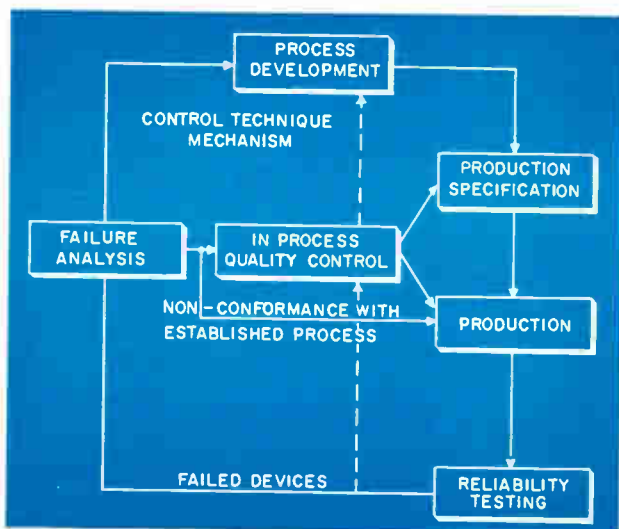 PROCESS
DEVELOPMENT
CONTROL TECHNIQUE
MECHANISM
PRODUCTION
SPECIFICATION
FAILURE
ANALYSIS
IN PROCESS
QUALITY CONTROL
NON-CONFORMANCE WITH
ESTABLISHED PROCESS
PRODUCTION
FAILED DEVICES
RELIABILITY
TESTING